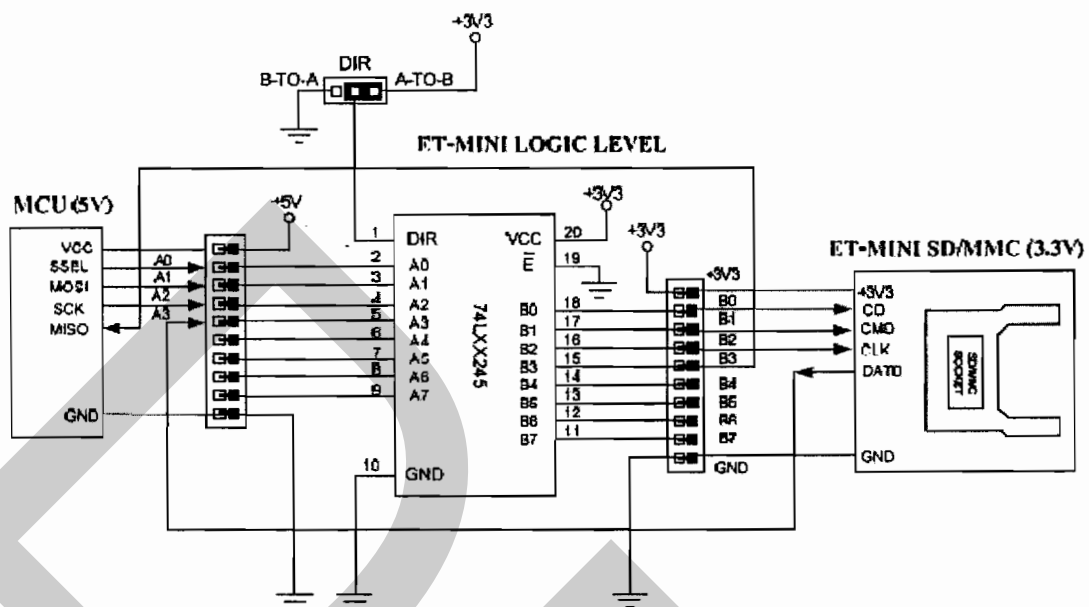 +3V3
DIR
B-TO-A
A-TO-B
ET-MINI LOGIC LEVEL
MCU (5V)
VCC
SSEL
MOSI
SCK
MISO
GND
A0
A1
A2
A3
+5V
1
2
3
4
5
6
7
8
9
10
DIR
A0
A1
A2
A3
A4
A5
A6
A7
GND
74LXX245
VCC
E
B0
B1
B2
B3
B4
B5
B6
B7
20
19
18
17
16
15
14
13
12
11
+3V3
+3V3
+3V3
B0
B1
B2
B3
B4
B5
B6
B7
GND
ET-MINI SD/MMC (3.3V)
+3V3
CD
CMD
CLK
DAT0
GND
SD/MMC
SOCKET